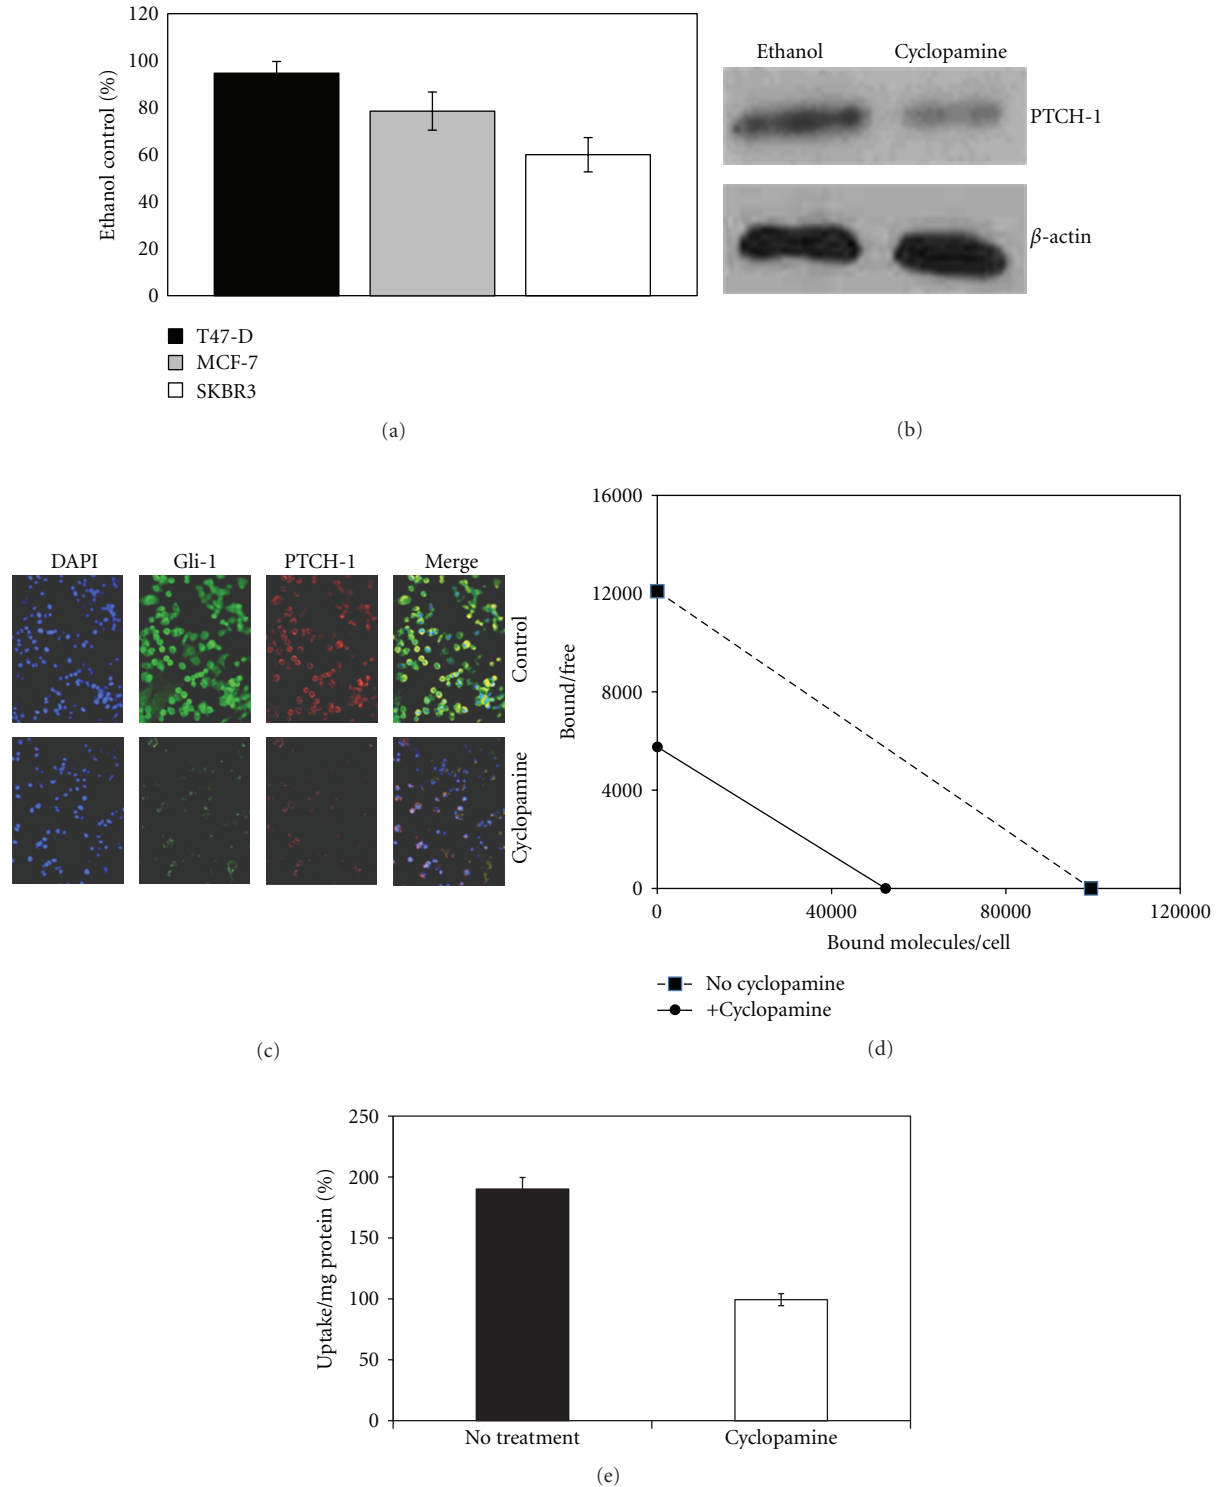 120
100
80
60
40
20
0
Ethanol control (%)
T47-D
MCF-7
SKBR3
(a)
Ethanol Cyclopamine
PTCH-1
β-actin
(b)
DAPI Gli-1 PTCH-1 Merge
Control
Cyclopamine
(c)
16000
12000
8000
4000
0
Bound/free
0 40000 80000 120000
Bound molecules/cell
No cyclopamine
+Cyclopamine
(d)
250
200
150
100
50
0
Uptake/mg protein (%)
No treatment Cyclopamine
(e)